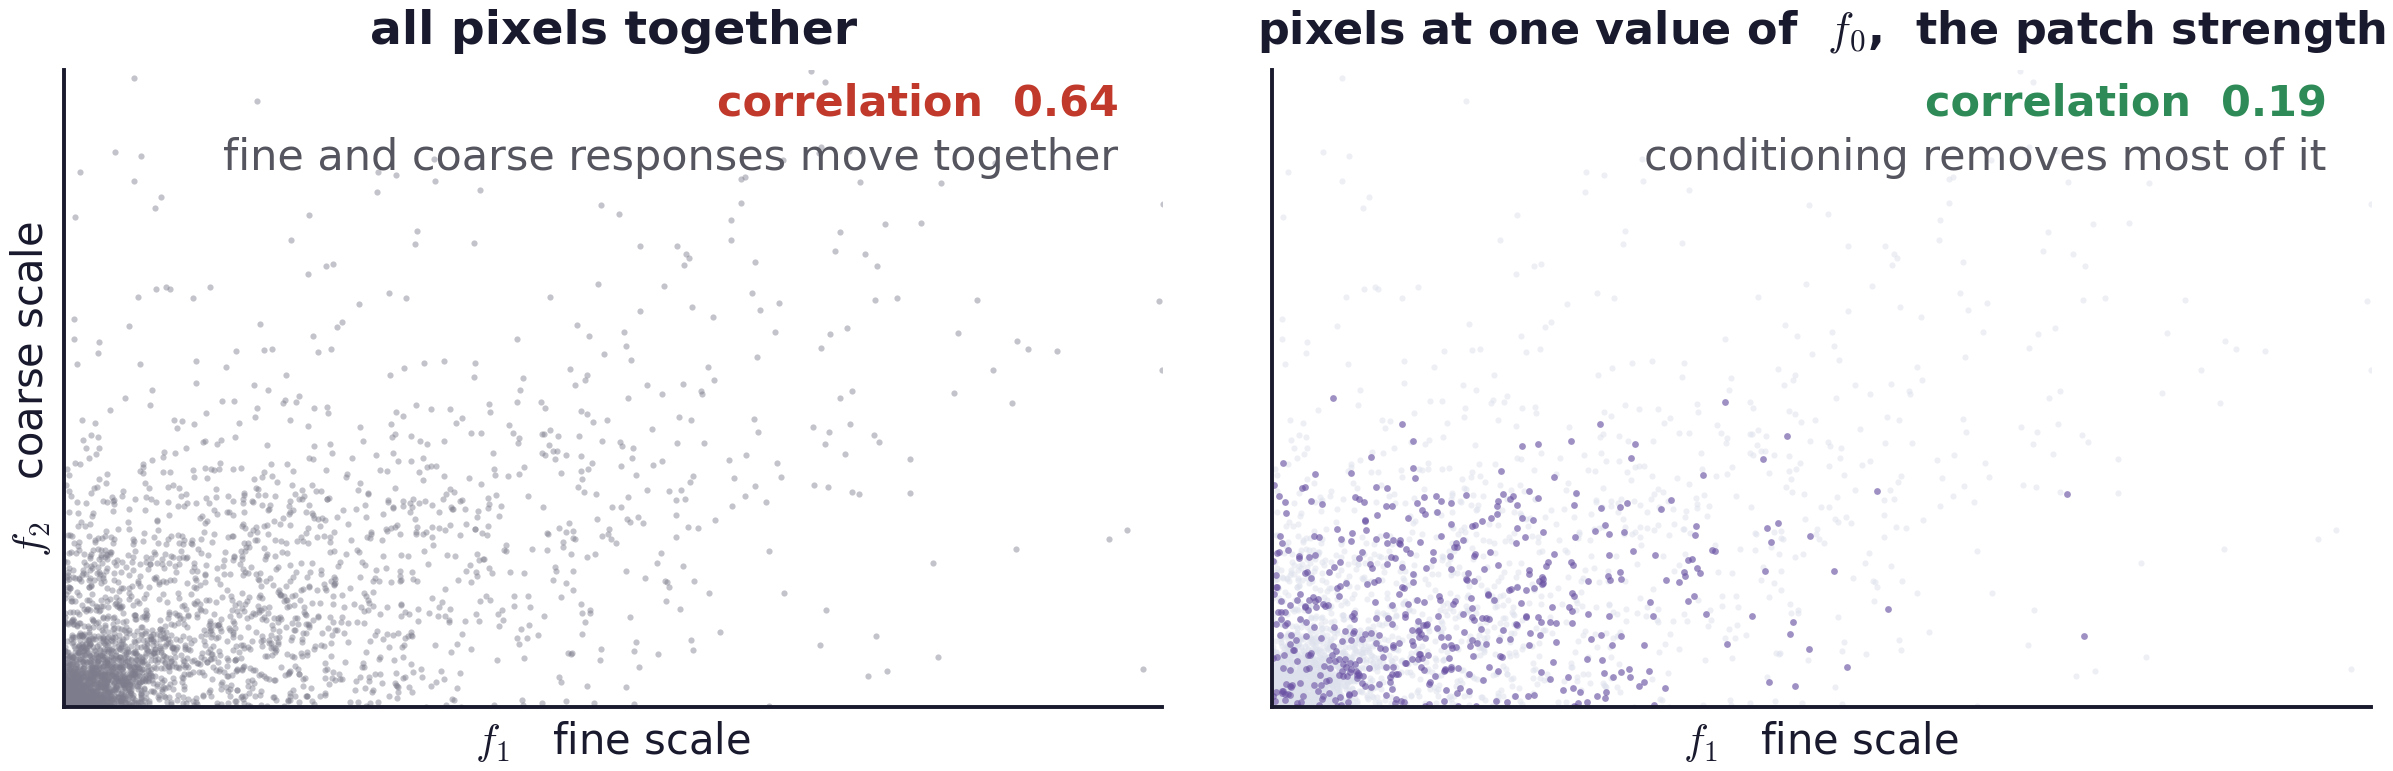 all pixels together
correlation 0.64
fine and coarse responses move together
f₂ coarse scale
f₁ fine scale
pixels at one value of f₀, the patch strength
correlation 0.19
conditioning removes most of it
f₁ fine scale